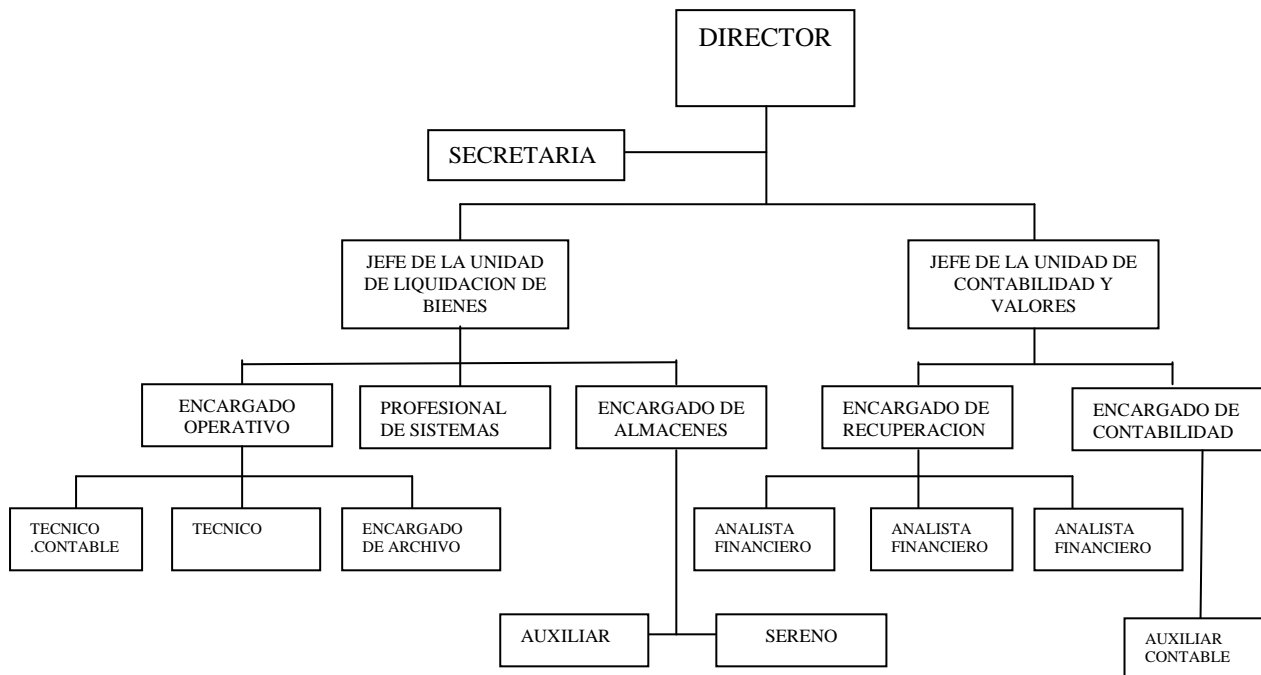 DIRECTOR
SECRETARIA
JEFE DE LA UNIDAD
DE LIQUIDACION DE
BIENES
JEFE DE LA UNIDAD DE
CONTABILIDAD Y
VALORES
ENCARGADO
OPERATIVO
PROFESIONAL
DE SISTEMAS
ENCARGADO DE
ALMACENES
ENCARGADO DE
RECUPERACION
ENCARGADO DE
CONTABILIDAD
TECNICO
.CONTABLE
TECNICO
ENCARGADO
DE ARCHIVO
ANALISTA
FINANCIERO
ANALISTA
FINANCIERO
ANALISTA
FINANCIERO
AUXILIAR
SERENO
AUXILIAR
CONTABLE